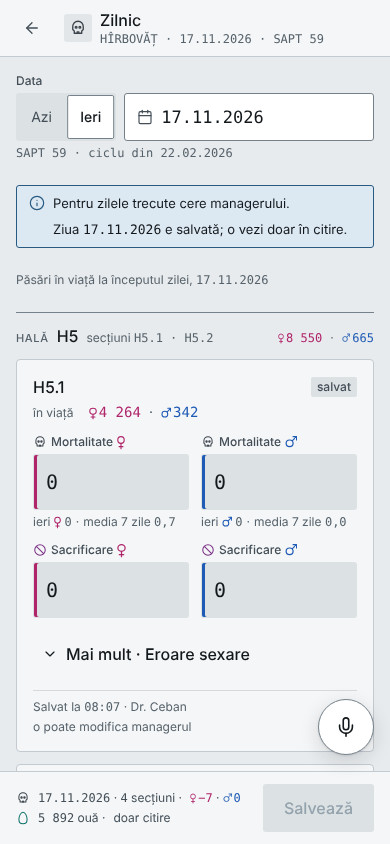 Zilnic
HÎRBOVĂȚ · 17.11.2026 · SAPT 59
Data
Azi Ieri 17.11.2026
SAPT 59 · ciclu din 22.02.2026
Pentru zilele trecute cere managerului.
Ziua 17.11.2026 e salvată; o vezi doar în citire.
Păsări în viață la începutul zilei, 17.11.2026
HALĂ H5 secțiuni H5.1 · H5.2 ♀8 550 · ♂665
H5.1 salvat
în viață ♀4 264 · ♂342
Mortalitate ♀ Mortalitate ♂
0 0
ieri ♀ 0 · media 7 zile 0,7 ieri ♂ 0 · media 7 zile 0,0
Sacrificare ♀ Sacrificare ♂
0 0
Mai mult · Eroare sexare
Salvat la 08:07 · Dr. Ceban
o poate modifica managerul
17.11.2026 · 4 secțiuni · ♀−7 · ♂0
5 892 ouă · doar citire
Salvează